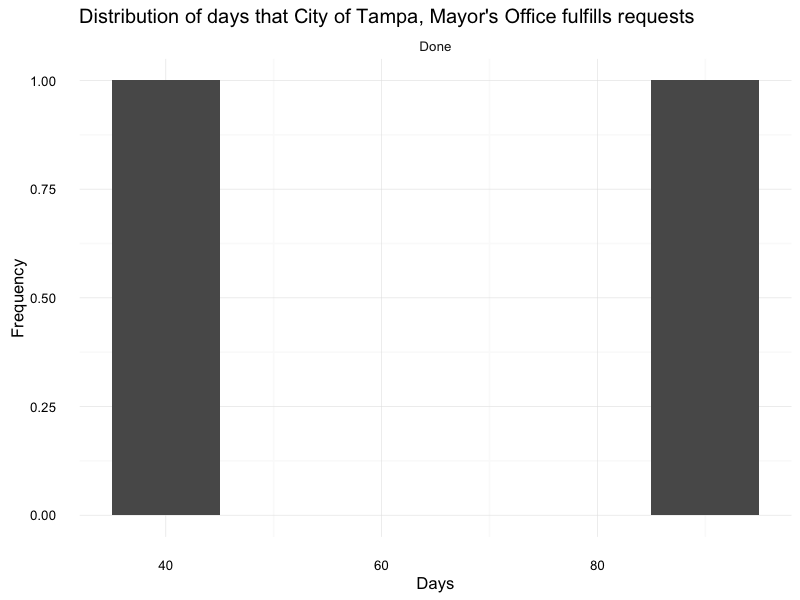 Distribution of days that City of Tampa, Mayor's Office fulfills requests
Done
1.00
0.75
0.50
0.25
0.00
Frequency
40
60
80
Days